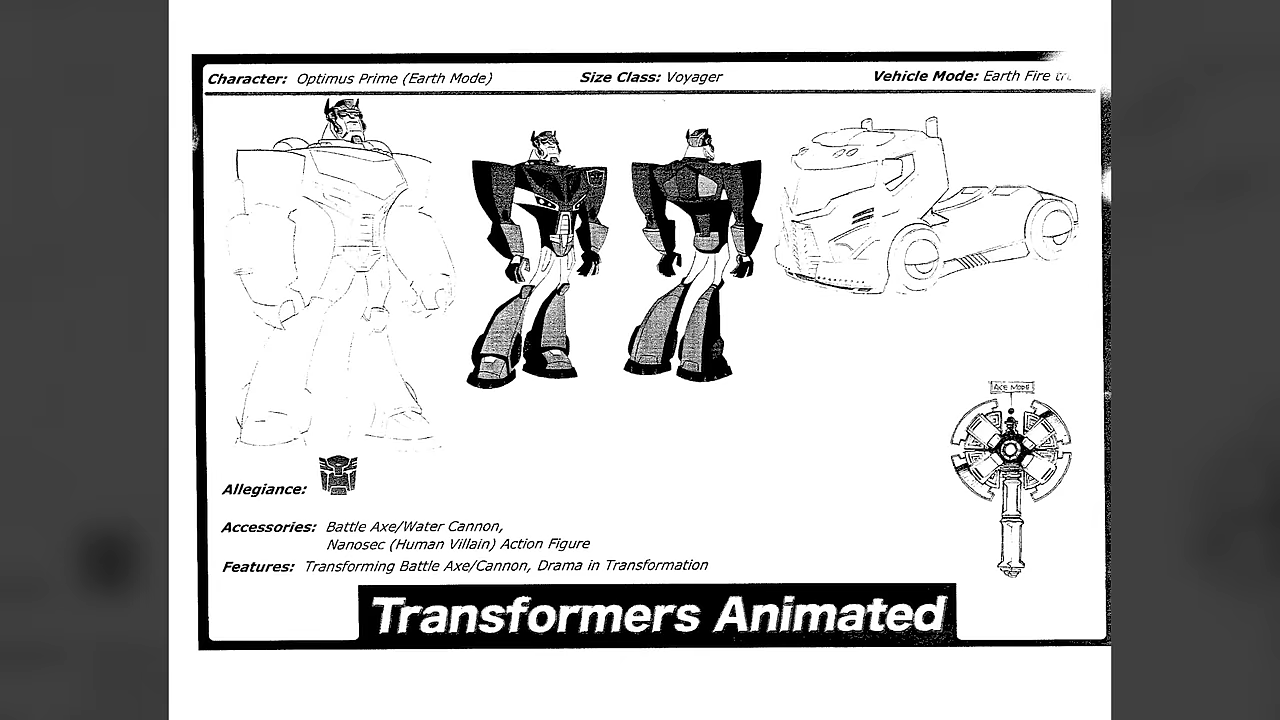 Character: Optimus Prime (Earth Mode) Size Class: Voyager Vehicle Mode: Earth Fire
AXE MODE
Allegiance:
Accessories: Battle Axe/Water Cannon,
Nanosec (Human Villain) Action Figure
Features: Transforming Battle Axe/Cannon, Drama in Transformation
Transformers Animated